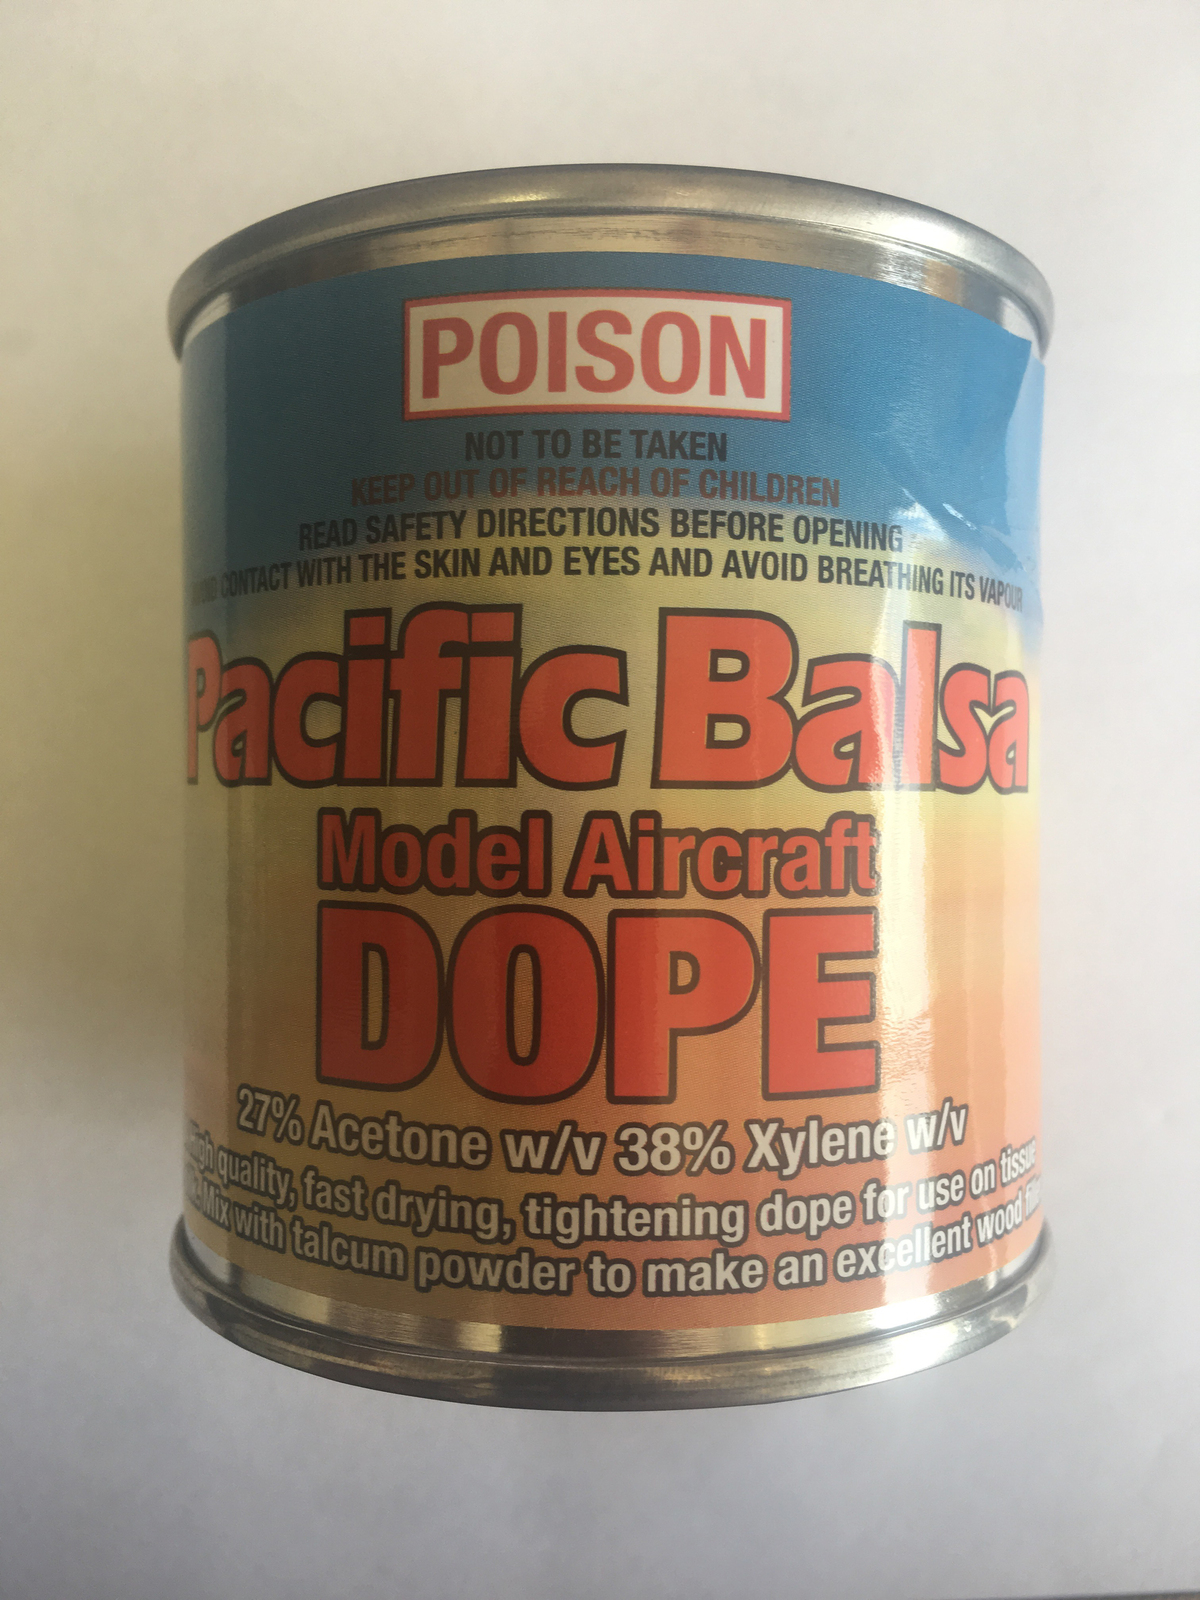 POISON
NOT TO BE TAKEN
KEEP OUT OF REACH OF CHILDREN
READ SAFETY DIRECTIONS BEFORE OPENING
AVOID CONTACT WITH THE SKIN AND EYES AND AVOID BREATHING ITS VAPOUR
Pacific Balsa
Model Aircraft
DOPE
27% Acetone w/v 38% Xylene w/v
High quality, fast drying, tightening dope for use on tissue
Mix with talcum powder to make an excellent wood